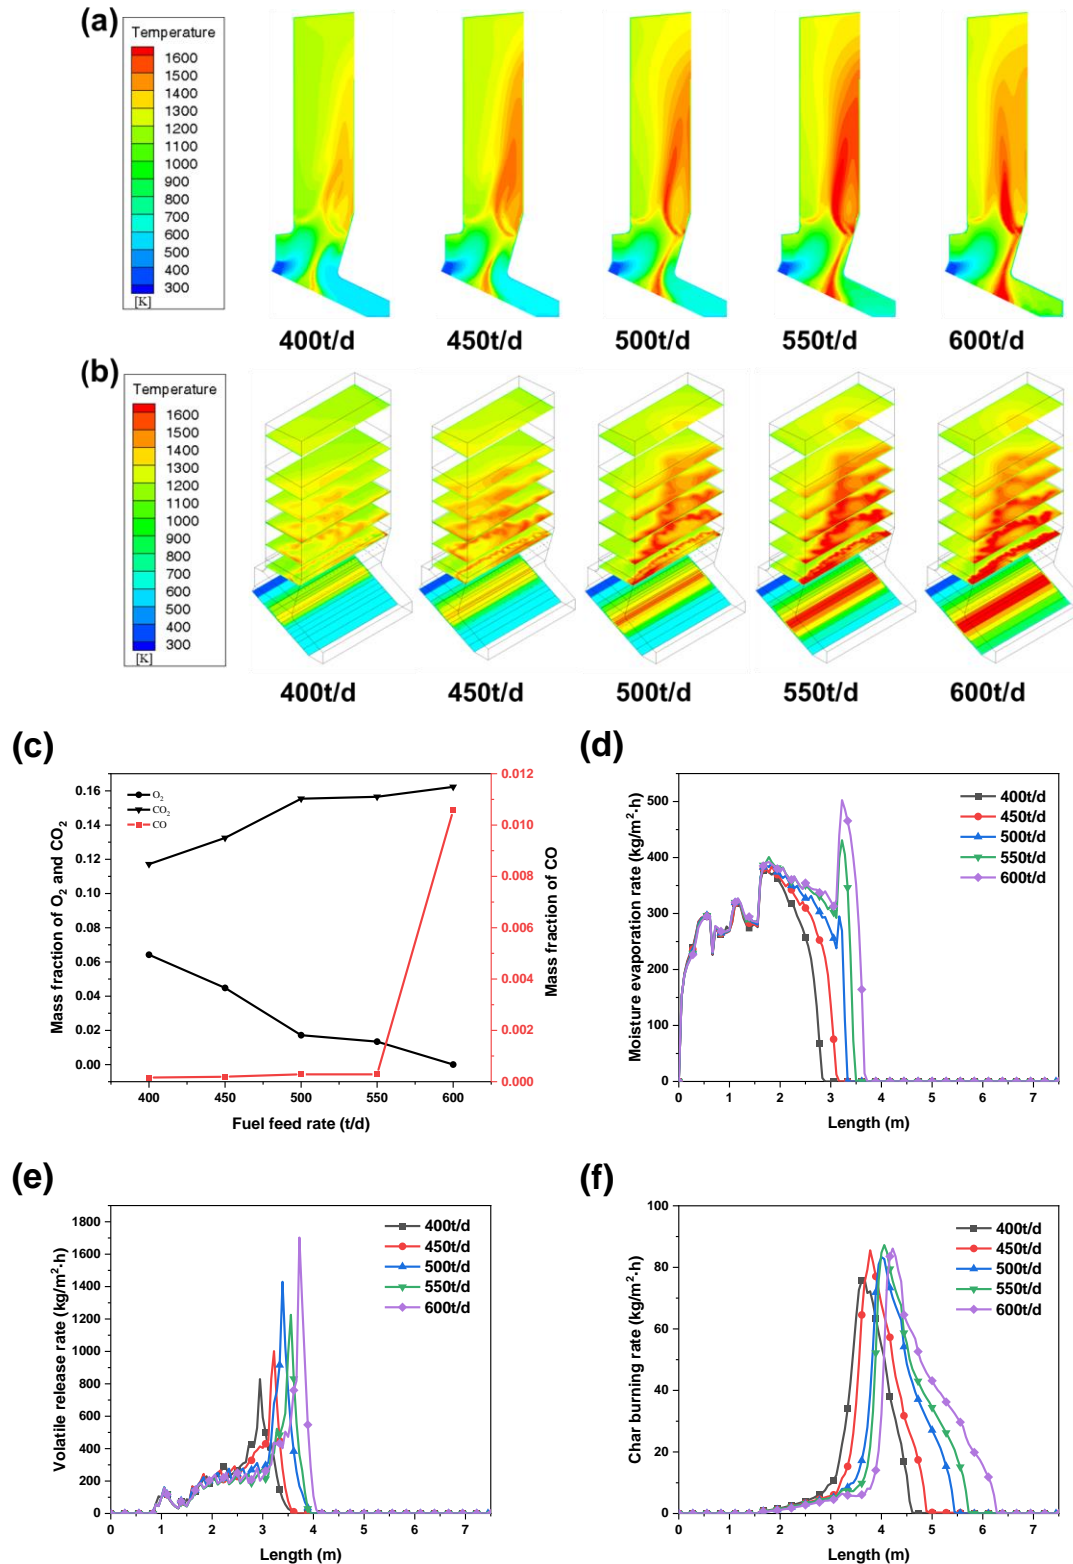 (a)
Temperature
1600
1500
1400
1300
1200
1100
1000
900
800
700
600
500
400
300
[K]
400t/d
450t/d
500t/d
550t/d
600t/d
(b)
Temperature
1600
1500
1400
1300
1200
1100
1000
900
800
700
600
500
400
300
[K]
400t/d
450t/d
500t/d
550t/d
600t/d
(c)
Mass fraction of O₂ and CO₂
0.16
0.14
0.12
0.10
0.08
0.06
0.04
0.02
0.00
O₂
CO₂
CO
0.012
0.010
0.008
0.006
0.004
0.002
0.000
Mass fraction of CO
400 450 500 550 600
Fuel feed rate (t/d)
(d)
Moisture evaporation rate (kg/m²·h)
500
400
300
200
100
0
400t/d
450t/d
500t/d
550t/d
600t/d
0 1 2 3 4 5 6 7
Length (m)
(e)
Volatile release rate (kg/m²·h)
1800
1600
1400
1200
1000
800
600
400
200
0
400t/d
450t/d
500t/d
550t/d
600t/d
0 1 2 3 4 5 6 7
Length (m)
(f)
Char burning rate (kg/m²·h)
100
80
60
40
20
0
400t/d
450t/d
500t/d
550t/d
600t/d
0 1 2 3 4 5 6 7
Length (m)